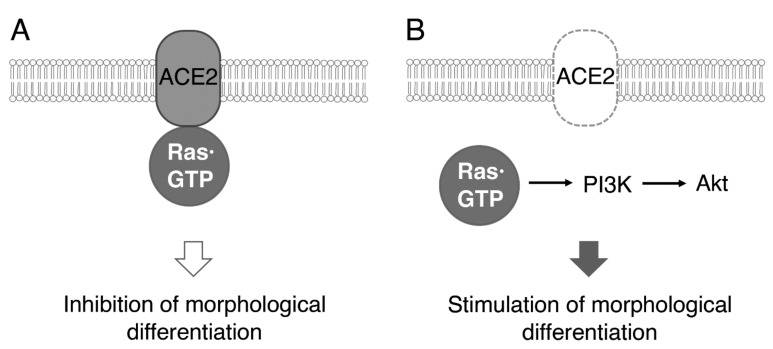 A
ACE2
Ras·
GTP
Inhibition of morphological
differentiation
B
ACE2
Ras·
GTP
PI3K
Akt
Stimulation of morphological
differentiation